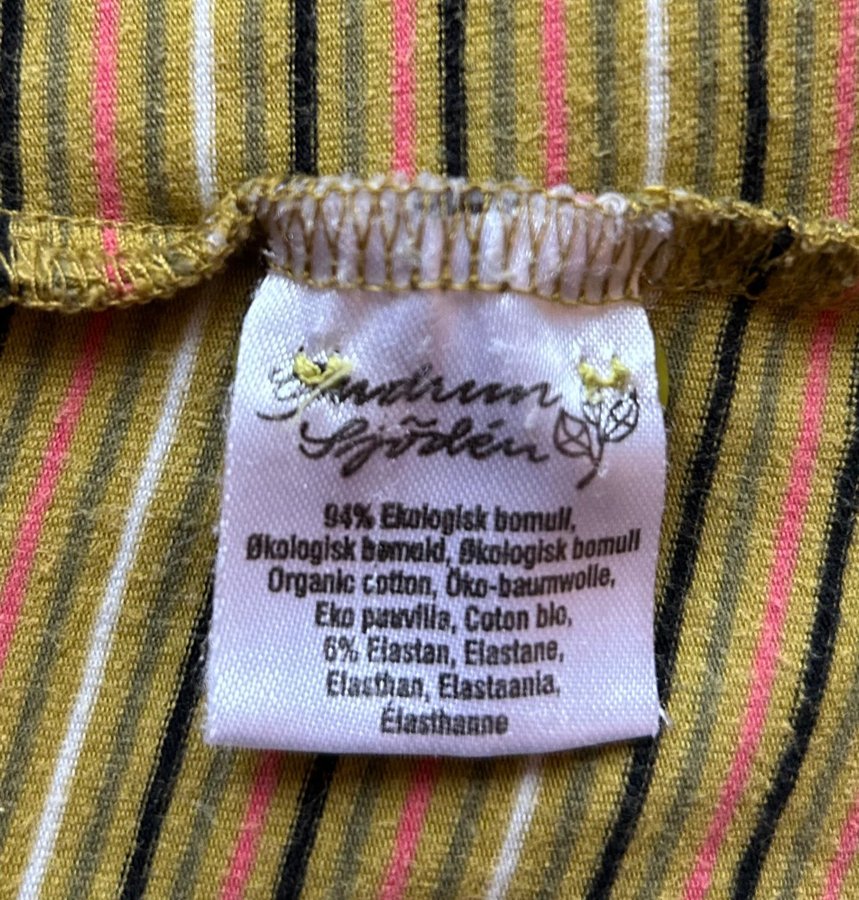 Gudrun
Sjödén
94% Ekologisk bomull,
Økologisk bomuld, Økologisk bomull
Organic cotton, Öko-baumwolle,
Eko puuvilla, Coton bio,
6% Elastan, Elastane,
Elasthan, Elastaania,
Élasthanne